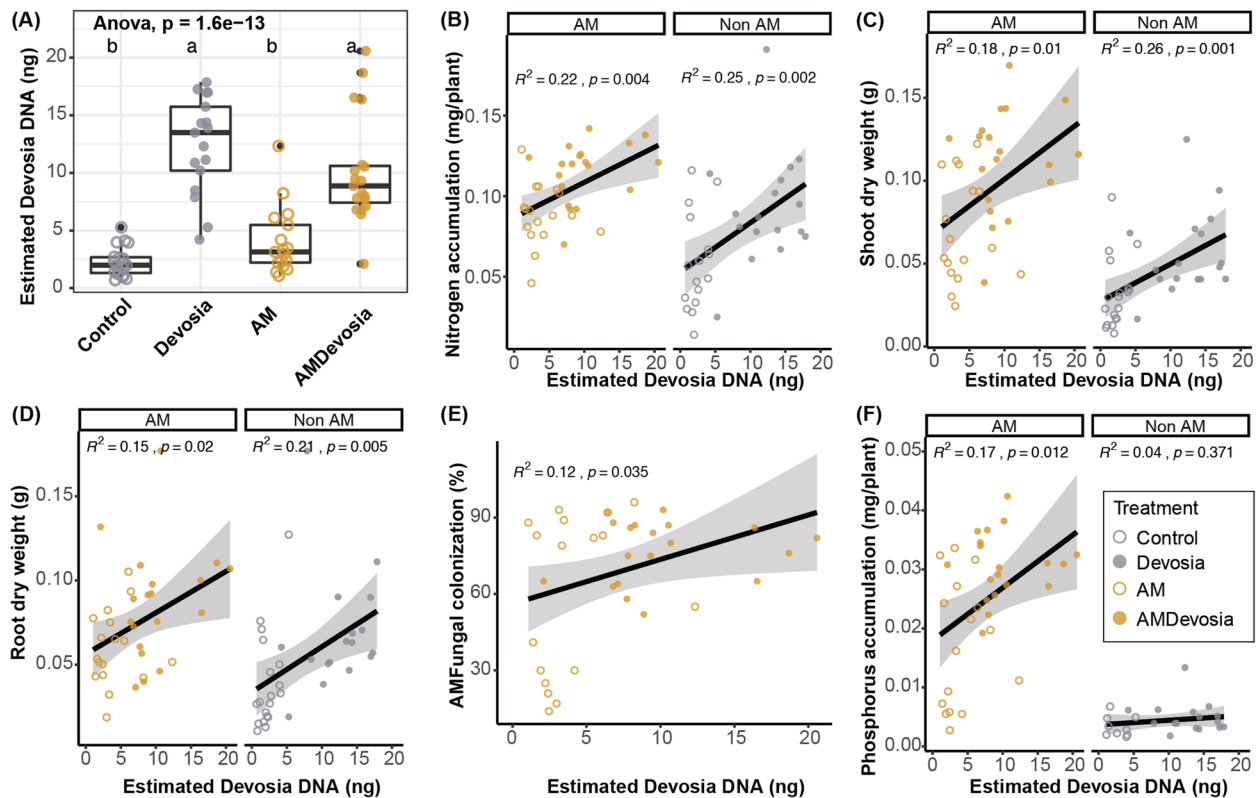 (A)
Anova, p = 1.6e−13
b a b a
Estimated Devosia DNA (ng)
20
15
10
5
0
Control
Devosia
AM
AMDevosia
(B)
AM
Non AM
R² = 0.22 , p = 0.004
R² = 0.25 , p = 0.002
Nitrogen accumulation (mg/plant)
0.15
0.10
0.05
0 5 10 15 20 0 5 10 15 20
Estimated Devosia DNA (ng)
(C)
AM
Non AM
R² = 0.18 , p = 0.01
R² = 0.26 , p = 0.001
Shoot dry weight (g)
0.15
0.10
0.05
0.00
0 5 10 15 20 0 5 10 15 20
Estimated Devosia DNA (ng)
(D)
AM
Non AM
R² = 0.15 , p = 0.02
R² = 0.21 , p = 0.005
Root dry weight (g)
0.15
0.10
0.05
0 5 10 15 20 0 5 10 15 20
Estimated Devosia DNA (ng)
(E)
R² = 0.12 , p = 0.035
AMFungal colonization (%)
90
60
30
0 5 10 15 20
Estimated Devosia DNA (ng)
(F)
AM
Non AM
R² = 0.17 , p = 0.012
R² = 0.04 , p = 0.371
Phosphorus accumulation (mg/plant)
0.05
0.04
0.03
0.02
0.01
0.00
0 5 10 15 20 0 5 10 15 20
Estimated Devosia DNA (ng)
Treatment
Control
Devosia
AM
AMDevosia